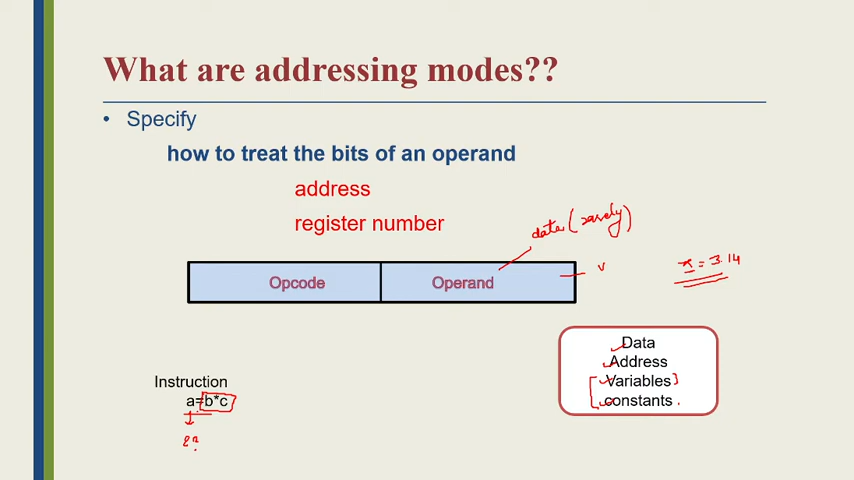 What are addressing modes??
• Specify
how to treat the bits of an operand
address
register number
data (rarely)
v
π = 3.14
Opcode
Operand
Data
Address
Variables
constants
Instruction
a=b*c